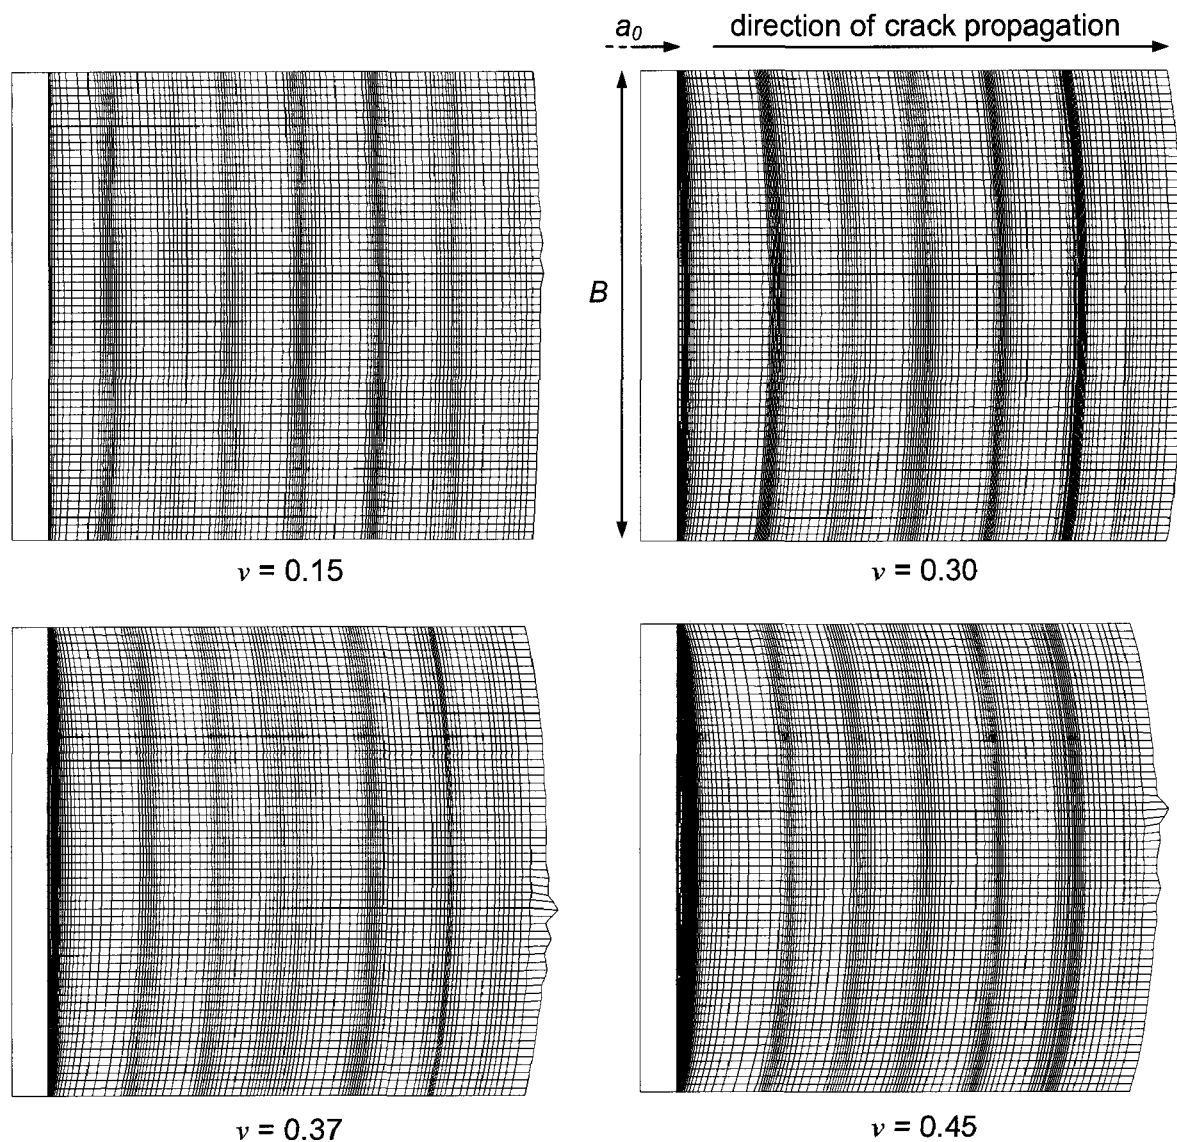 a₀ direction of crack propagation
B
ν = 0.15
ν = 0.30
ν = 0.37
ν = 0.45